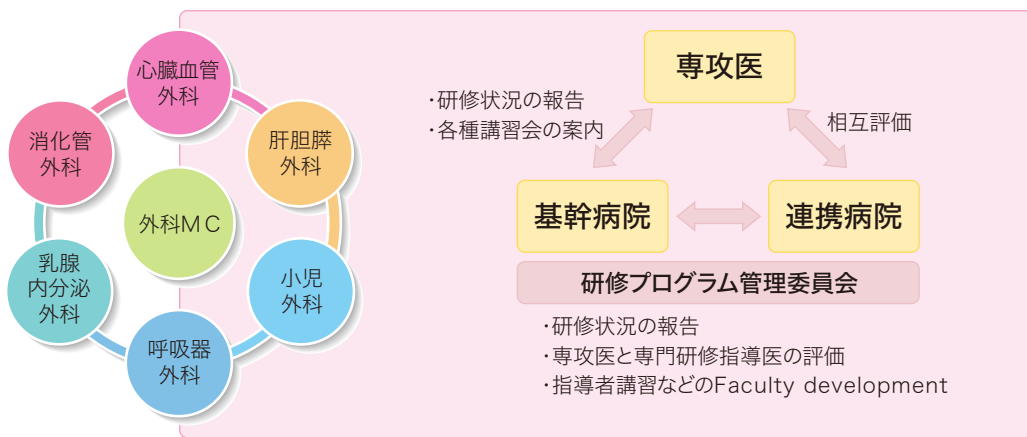 心臓血管
外科
消化管
外科
肝胆膵
外科
外科MC
乳腺
内分泌
外科
小児
外科
呼吸器
外科
専攻医
・研修状況の報告
・各種講習会の案内
相互評価
基幹病院
連携病院
研修プログラム管理委員会
・研修状況の報告
・専攻医と専門研修指導医の評価
・指導者講習などのFaculty development